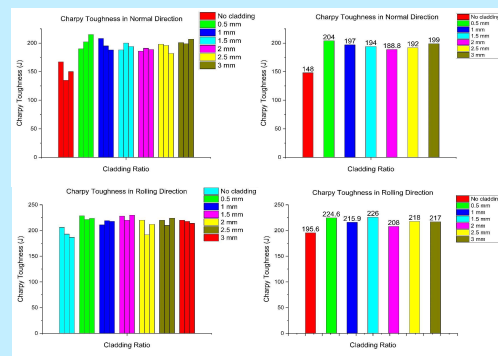 Charpy Toughness in Normal Direction
No cladding
0.5 mm
1 mm
1.5 mm
2 mm
2.5 mm
3 mm
200
150
100
50
0
Charpy Toughness (J)
Cladding Ratio
Charpy Toughness in Normal Direction
No cladding
0.5 mm
1 mm
1.5 mm
2 mm
2.5 mm
3 mm
148
204
197
194
188.8
192
199
200
150
100
50
0
Charpy Toughness (J)
Cladding Ratio
Charpy Toughness in Rolling Direction
No cladding
0.5 mm
1 mm
1.5 mm
2 mm
2.5 mm
3 mm
250
200
150
100
50
0
Charpy Toughness (J)
Cladding Ratio
Charpy Toughness in Rolling Direction
No cladding
0.5 mm
1 mm
1.5 mm
2 mm
2.5 mm
3 mm
195.6
224.6
215.9
226
208
218
217
250
200
150
100
50
0
Charpy Toughness (J)
Cladding Ratio